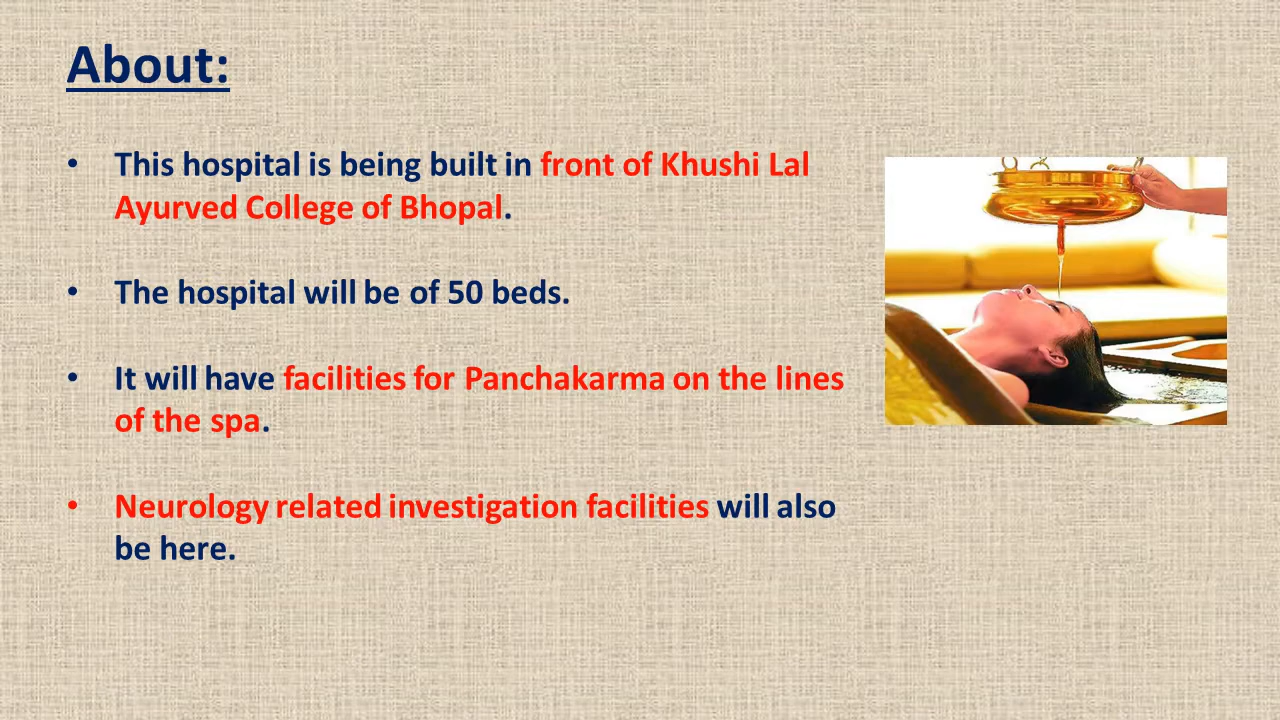 About:
• This hospital is being built in front of Khushi Lal
Ayurved College of Bhopal.
• The hospital will be of 50 beds.
• It will have facilities for Panchakarma on the lines
of the spa.
• Neurology related investigation facilities will also
be here.